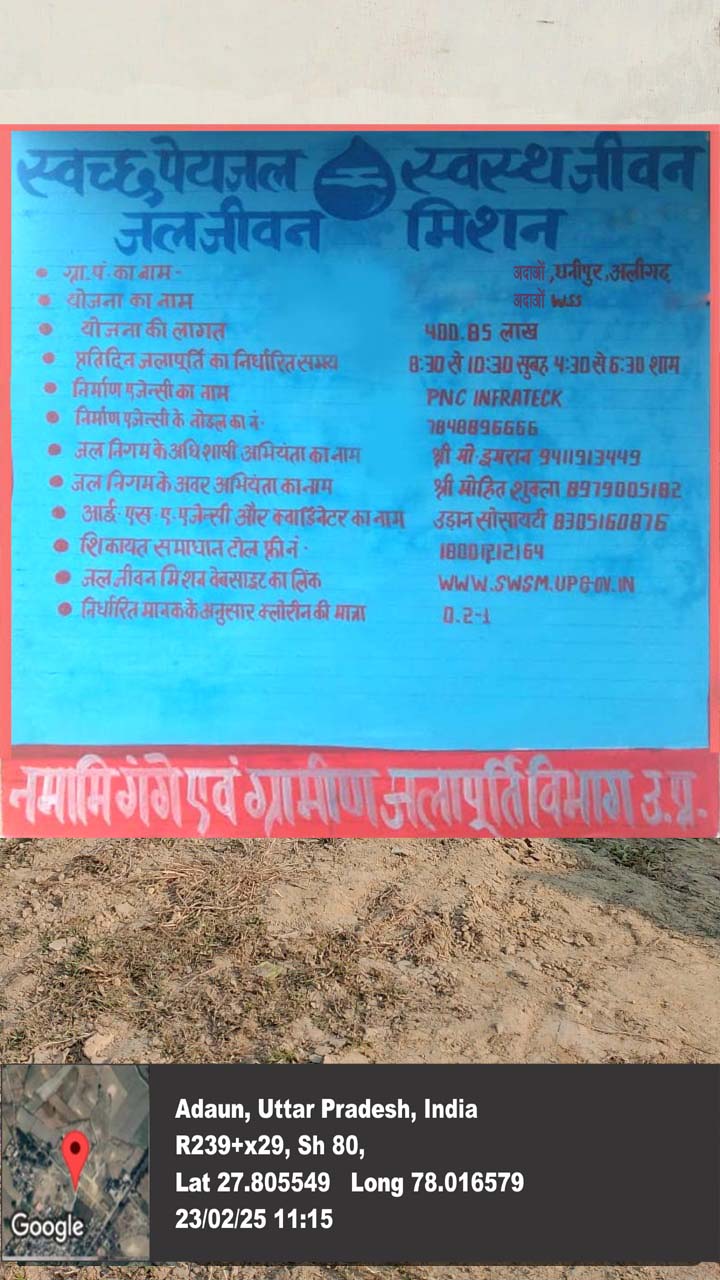 स्वच्छ पेयजल स्वस्थ जीवन
जल जीवन मिशन
ग्रा.पं. का नाम - अदाओं, धनीपुर, अलीगढ़
योजना का नाम अदाओं WSS
योजना की लागत 400.85 लाख
प्रतिदिन जलापूर्ति का निर्धारित समय 8:30 से 10:30 सुबह 4:30 से 6:30 शाम
निर्माण एजेन्सी का नाम PNC INFRATECK
निर्माण एजेन्सी के नोडल का नं. 7848896666
जल निगम के अधिशाषी अभियंता का नाम श्री मो. इमरान 9411913449
जल निगम के अवर अभियंता का नाम श्री मोहित शुक्ला 8979005182
आई. एस. ए. एजेन्सी और क्वार्डिनेटर का नाम उड़ान सोसायटी 8305160876
शिकायत समाधान टोल फ्री नं. 18001212164
जल जीवन मिशन वेबसाइट का लिंक WWW.SWSM.UPGOV.IN
निर्धारित मानक के अनुसार क्लोरीन की मात्रा 0.2-1
नमामि गंगे एवं ग्रामीण जलापूर्ति विभाग उ.प्र.
Adaun, Uttar Pradesh, India
R239+x29, Sh 80,
Lat 27.805549 Long 78.016579
23/02/25 11:15
Google